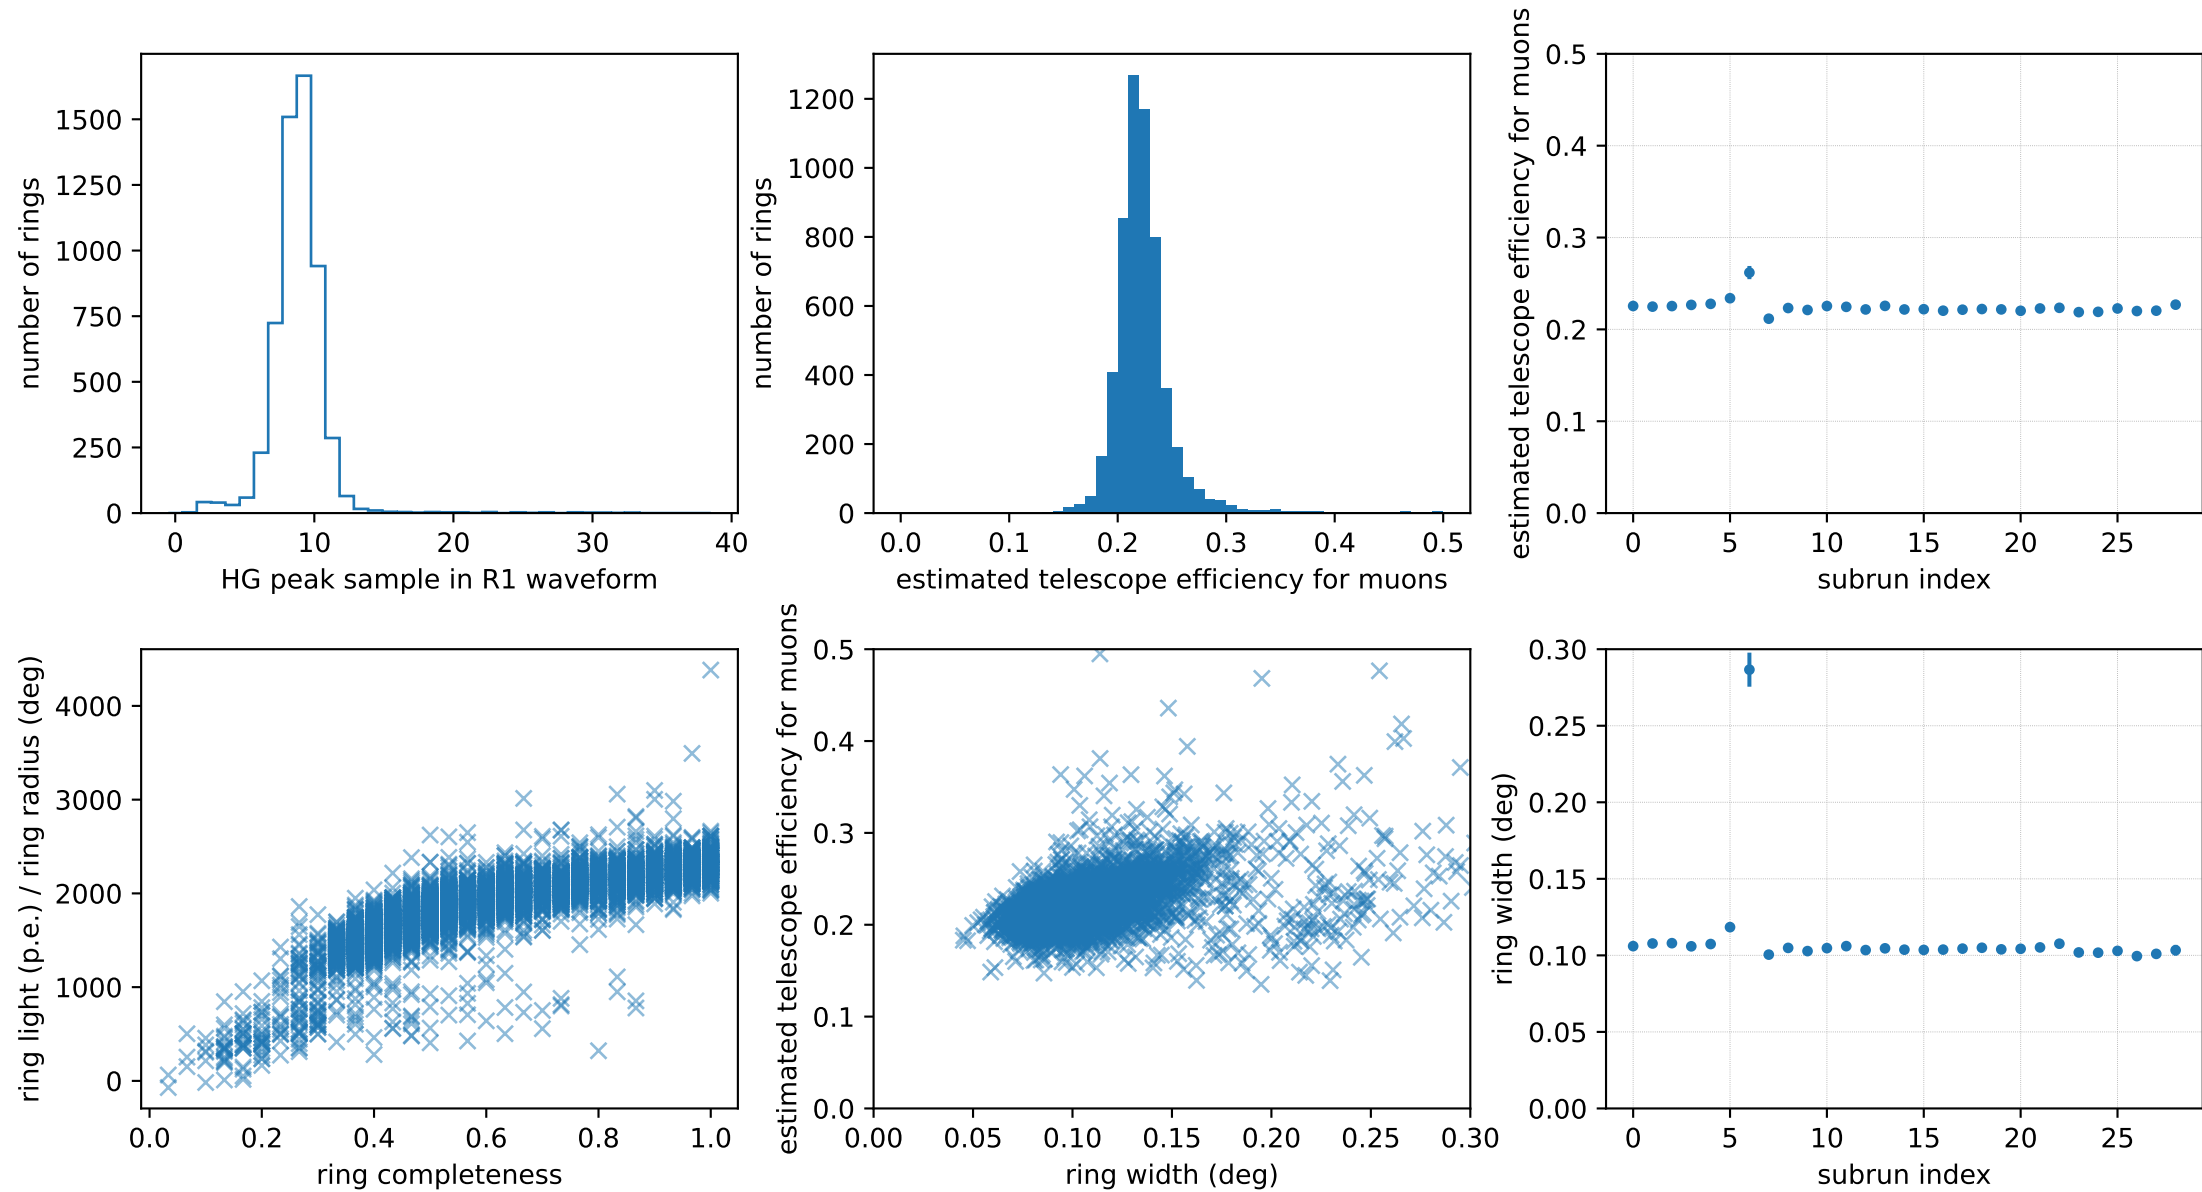 number of rings
1500
1250
1000
750
500
250
0
0 10 20 30 40
HG peak sample in R1 waveform
number of rings
1200
1000
800
600
400
200
0
0.0 0.1 0.2 0.3 0.4 0.5
estimated telescope efficiency for muons
estimated telescope efficiency for muons
0.5
0.4
0.3
0.2
0.1
0.0
0 5 10 15 20 25
subrun index
ring light (p.e.) / ring radius (deg)
4000
3000
2000
1000
0
0.0 0.2 0.4 0.6 0.8 1.0
ring completeness
estimated telescope efficiency for muons
0.5
0.4
0.3
0.2
0.1
0.0
0.00 0.05 0.10 0.15 0.20 0.25 0.30
ring width (deg)
ring width (deg)
0.30
0.25
0.20
0.15
0.10
0.05
0.00
0 5 10 15 20 25
subrun index